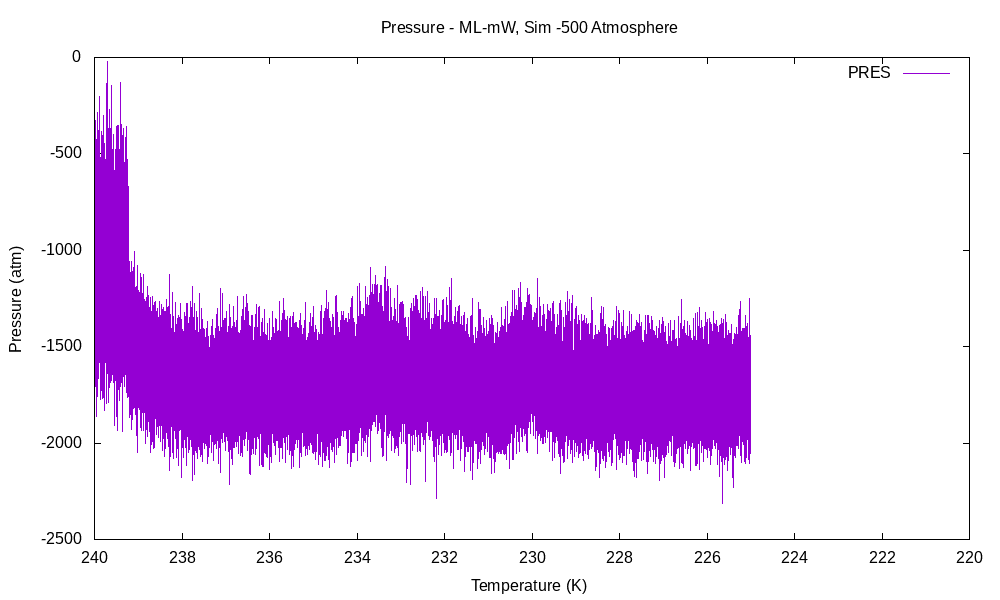 Pressure - ML-mW, Sim -500 Atmosphere
PRES
0
-500
-1000
-1500
-2000
-2500
Pressure (atm)
240 238 236 234 232 230 228 226 224 222 220
Temperature (K)